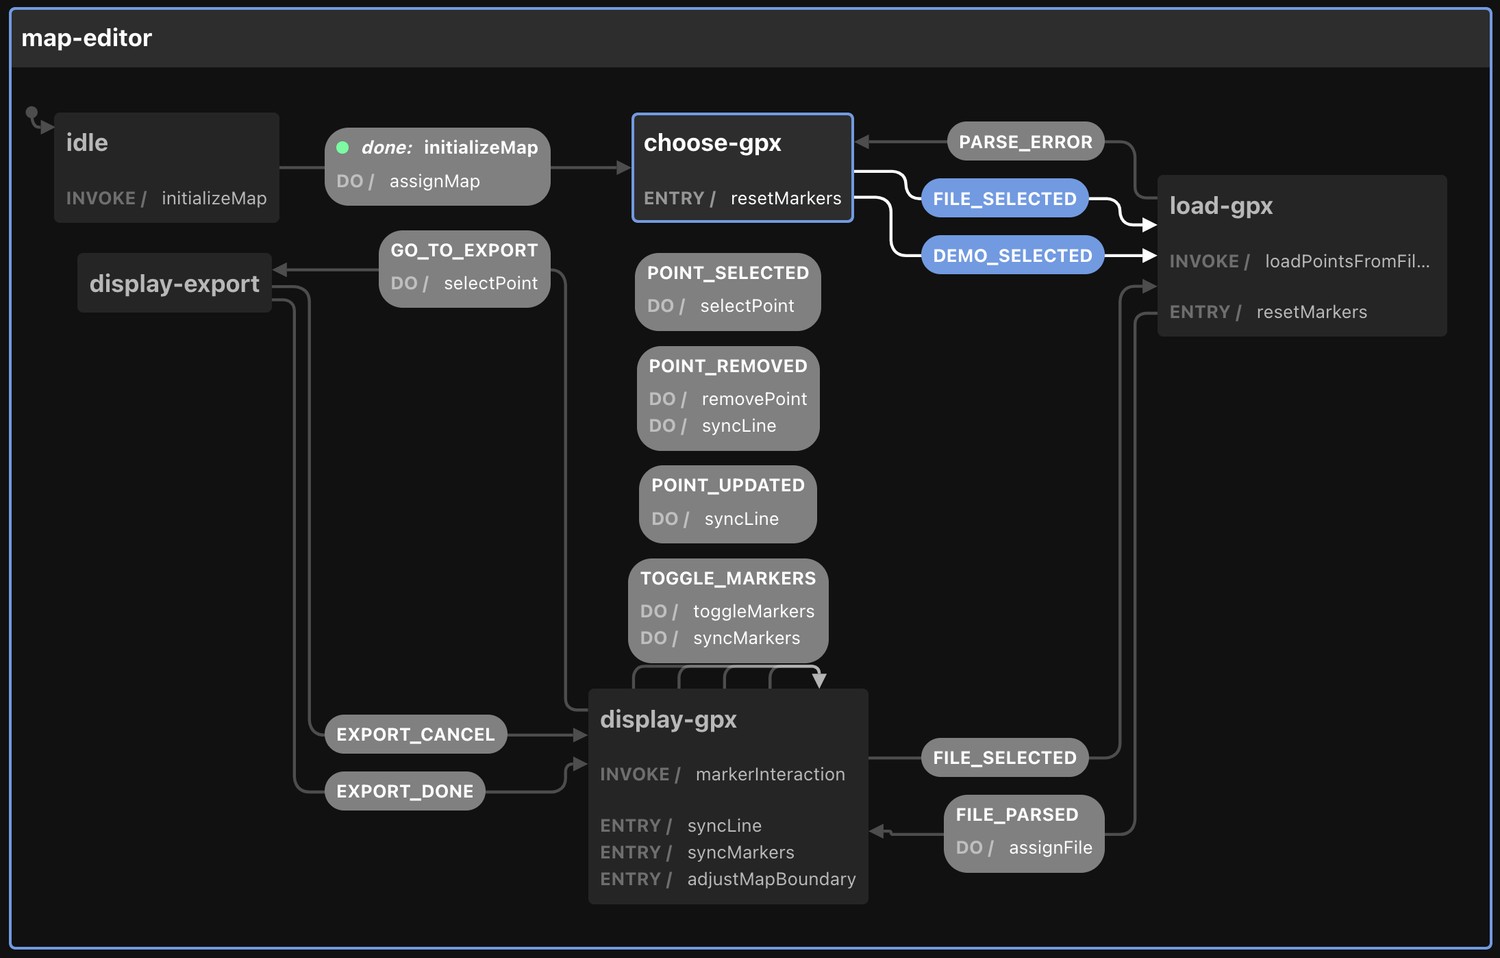 map-editor
idle
INVOKE / initializeMap
done: initializeMap
DO / assignMap
choose-gpx
ENTRY / resetMarkers
PARSE_ERROR
FILE_SELECTED
DEMO_SELECTED
load-gpx
INVOKE / loadPointsFromFil...
ENTRY / resetMarkers
display-export
GO_TO_EXPORT
DO / selectPoint
POINT_SELECTED
DO / selectPoint
POINT_REMOVED
DO / removePoint
DO / syncLine
POINT_UPDATED
DO / syncLine
TOGGLE_MARKERS
DO / toggleMarkers
DO / syncMarkers
EXPORT_CANCEL
EXPORT_DONE
display-gpx
INVOKE / markerInteraction
ENTRY / syncLine
ENTRY / syncMarkers
ENTRY / adjustMapBoundary
FILE_SELECTED
FILE_PARSED
DO / assignFile